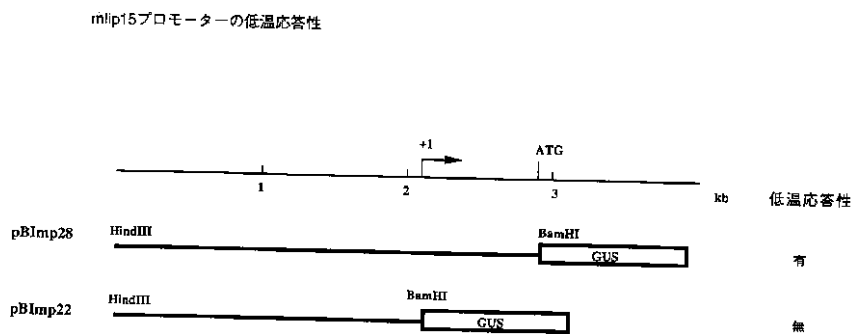 mlip15プロモーターの低温応答性
+1
ATG
1
2
3
kb
低温応答性
pBImp28
HindIII
BamHI
GUS
有
pBImp22
HindIII
BamHI
GUS
無